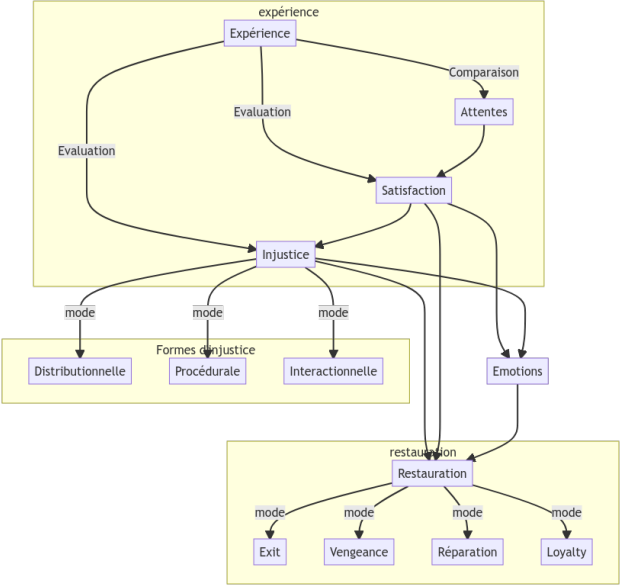 expérience
Expérience
Comparaison
Evaluation
Attentes
Evaluation
Satisfaction
Injustice
mode
mode
mode
Formes d'injustice
Distributionnelle
Procédurale
Interactionnelle
Emotions
restauration
Restauration
mode
mode
mode
mode
Exit
Vengeance
Réparation
Loyalty